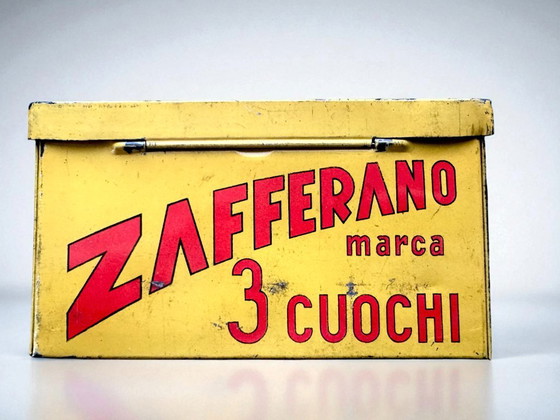 ZAFFERANO
marca
3 CUOCHI